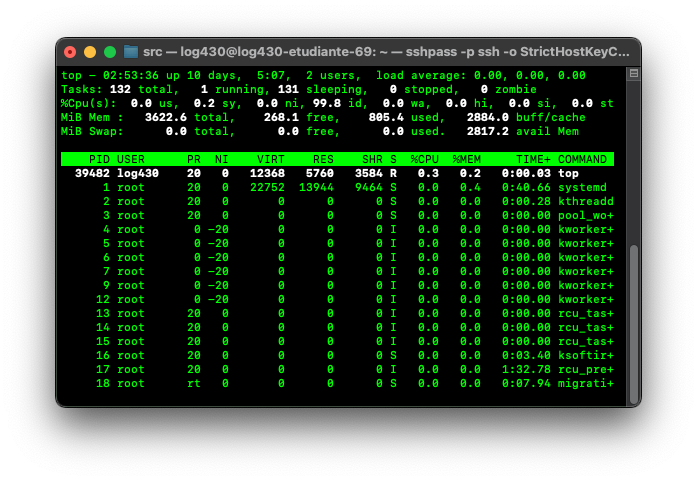 src — log430@log430-etudiante-69: ~ — sshpass -p ssh -o StrictHostKeyC...
top - 02:53:36 up 10 days,  5:07,  2 users,  load average: 0.00, 0.00, 0.00
Tasks: 132 total,   1 running, 131 sleeping,   0 stopped,   0 zombie
%Cpu(s):  0.0 us,  0.2 sy,  0.0 ni, 99.8 id,  0.0 wa,  0.0 hi,  0.0 si,  0.0 st
MiB Mem :   3622.6 total,    268.1 free,    805.4 used,   2884.0 buff/cache
MiB Swap:      0.0 total,      0.0 free,      0.0 used.   2817.2 avail Mem
PID USER      PR  NI    VIRT    RES    SHR S  %CPU  %MEM     TIME+ COMMAND
39482 log430    20   0   12368   5760   3584 R   0.3   0.2   0:00.03 top
1 root      20   0   22752  13944   9464 S   0.0   0.4   0:40.66 systemd
2 root      20   0       0      0      0 S   0.0   0.0   0:00.28 kthreadd
3 root      20   0       0      0      0 S   0.0   0.0   0:00.00 pool_wo+
4 root       0 -20       0      0      0 I   0.0   0.0   0:00.00 kworker+
5 root       0 -20       0      0      0 I   0.0   0.0   0:00.00 kworker+
6 root       0 -20       0      0      0 I   0.0   0.0   0:00.00 kworker+
7 root       0 -20       0      0      0 I   0.0   0.0   0:00.00 kworker+
9 root       0 -20       0      0      0 I   0.0   0.0   0:00.00 kworker+
12 root       0 -20       0      0      0 I   0.0   0.0   0:00.00 kworker+
13 root      20   0       0      0      0 I   0.0   0.0   0:00.00 rcu_tas+
14 root      20   0       0      0      0 I   0.0   0.0   0:00.00 rcu_tas+
15 root      20   0       0      0      0 I   0.0   0.0   0:00.00 rcu_tas+
16 root      20   0       0      0      0 S   0.0   0.0   0:03.40 ksoftir+
17 root      20   0       0      0      0 I   0.0   0.0   1:32.78 rcu_pre+
18 root      rt   0       0      0      0 S   0.0   0.0   0:07.94 migrati+